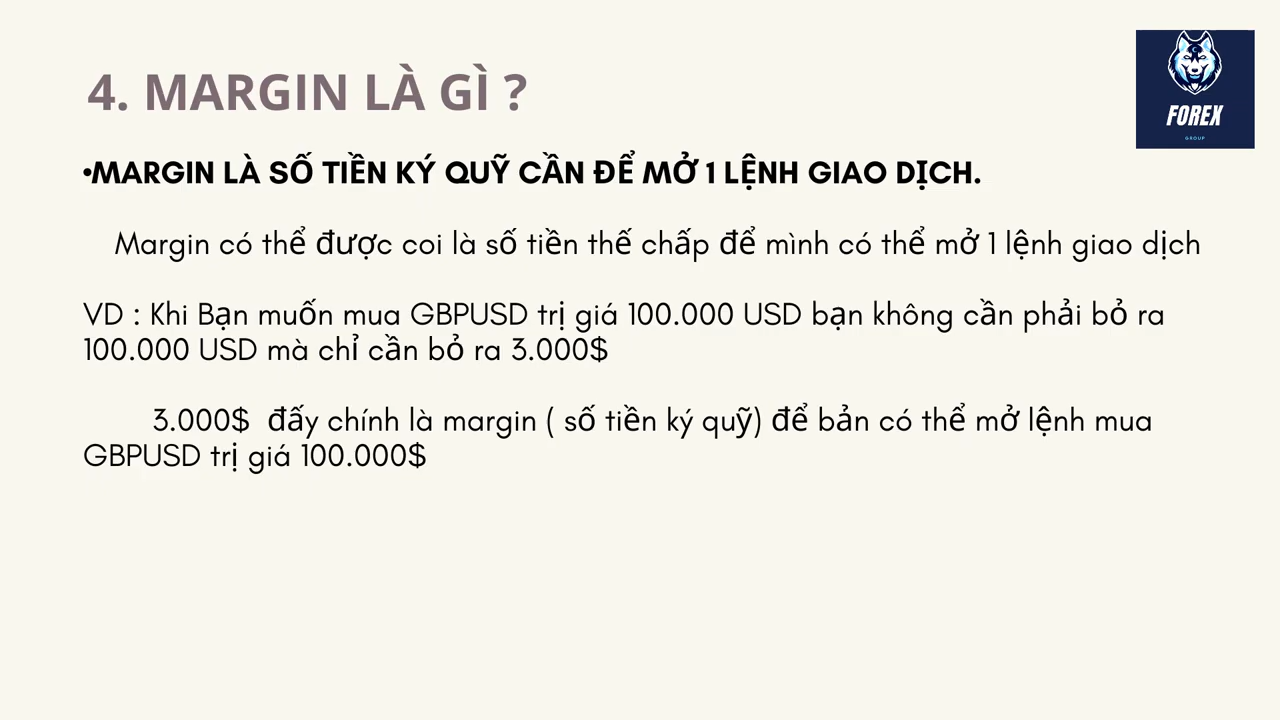 4. MARGIN LÀ GÌ ?
FOREX
GROUP
•MARGIN LÀ SỐ TIỀN KÝ QUỸ CẦN ĐỂ MỞ 1 LỆNH GIAO DỊCH.
Margin có thể được coi là số tiền thế chấp để mình có thể mở 1 lệnh giao dịch
VD : Khi Bạn muốn mua GBPUSD trị giá 100.000 USD bạn không cần phải bỏ ra
100.000 USD mà chỉ cần bỏ ra 3.000$
3.000$ đấy chính là margin ( số tiền ký quỹ) để bản có thể mở lệnh mua
GBPUSD trị giá 100.000$